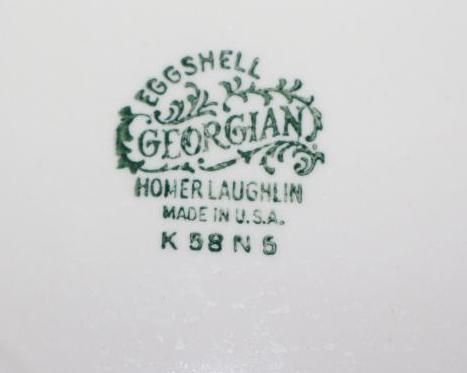 EGGSHELL
GEORGIAN
HOMER LAUGHLIN
MADE IN U.S.A.
K 58 N 5